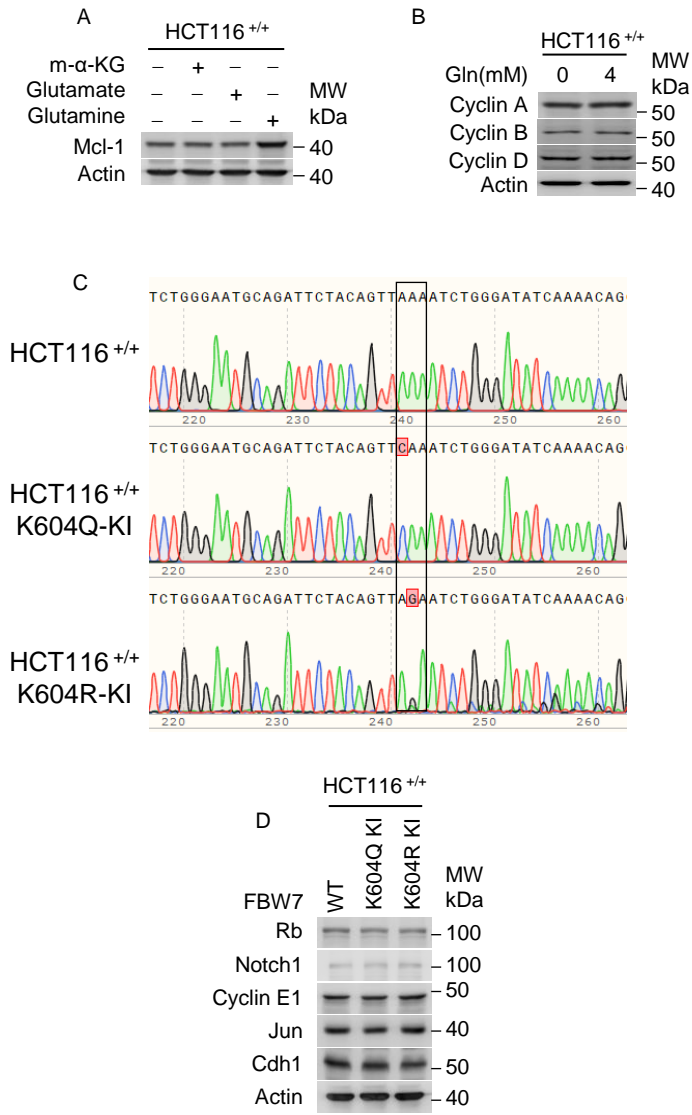 A
HCT116 +/+
m-α-KG – + – –
Glutamate – – + – MW
Glutamine – – – + kDa
Mcl-1 – 40
Actin – 40
B
HCT116 +/+
Gln(mM) 0 4 MW kDa
Cyclin A – 50
Cyclin B – 50
Cyclin D – 50
Actin – 40
C
TCTGGGAATGCAGATTCTACAGTTAAAATCTGGGATATCAAAACAG
HCT116 +/+
220 230 240 250 260
TCTGGGAATGCAGATTCTACAGTTCAAATCTGGGATATCAAAACAG
HCT116 +/+
K604Q-KI
220 230 240 250 260
TCTGGGAATGCAGATTCTACAGTTAGAATCTGGGATATCAAAACAG
HCT116 +/+
K604R-KI
220 230 240 250 260
D
HCT116 +/+
FBW7 WT K604Q KI K604R KI MW kDa
Rb – 100
Notch1 – 100
Cyclin E1 – 50
Jun – 40
Cdh1 – 50
Actin – 40